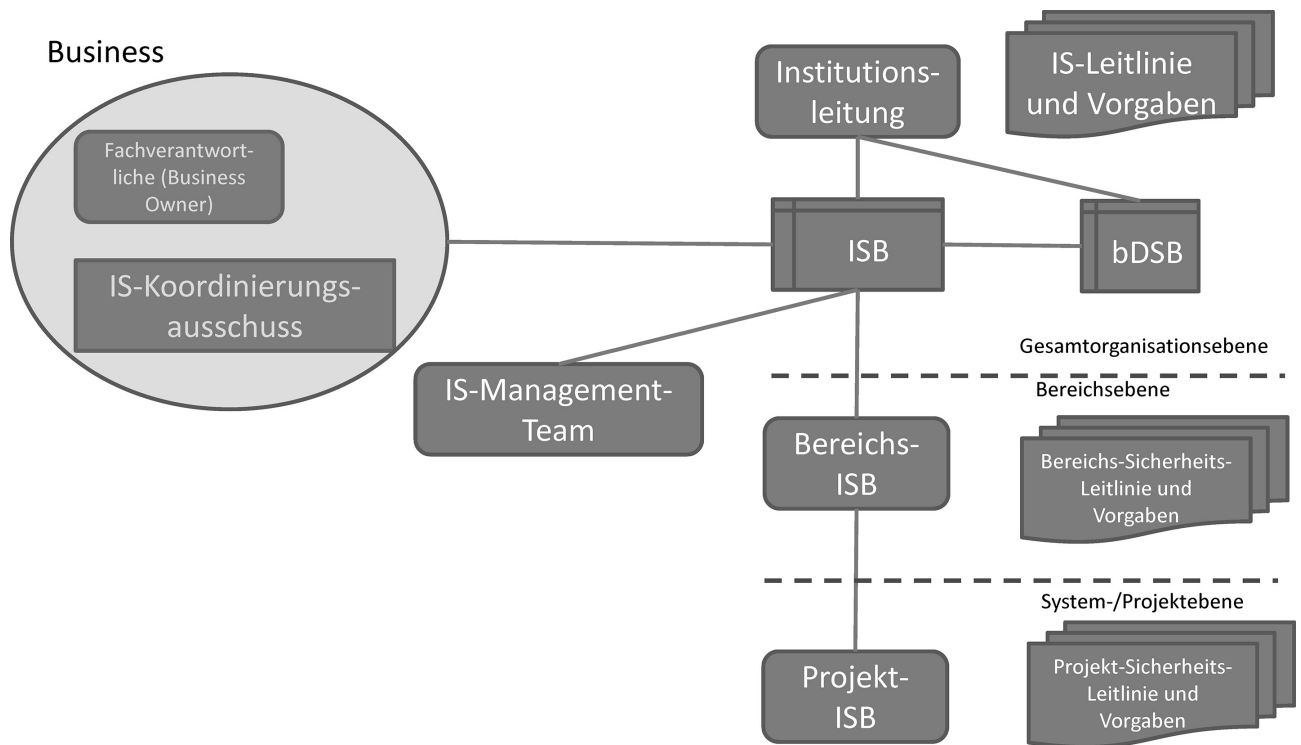 Business
Fachverantwort-
liche (Business
Owner)
IS-Koordinierungs-
ausschuss
Institutions-
leitung
IS-Leitlinie
und Vorgaben
ISB
bDSB
IS-Management-
Team
Gesamtorganisationsebene
Bereichsebene
Bereichs-
ISB
Bereichs-Sicherheits-
Leitlinie und
Vorgaben
System-/Projektebene
Projekt-
ISB
Projekt-Sicherheits-
Leitlinie und
Vorgaben